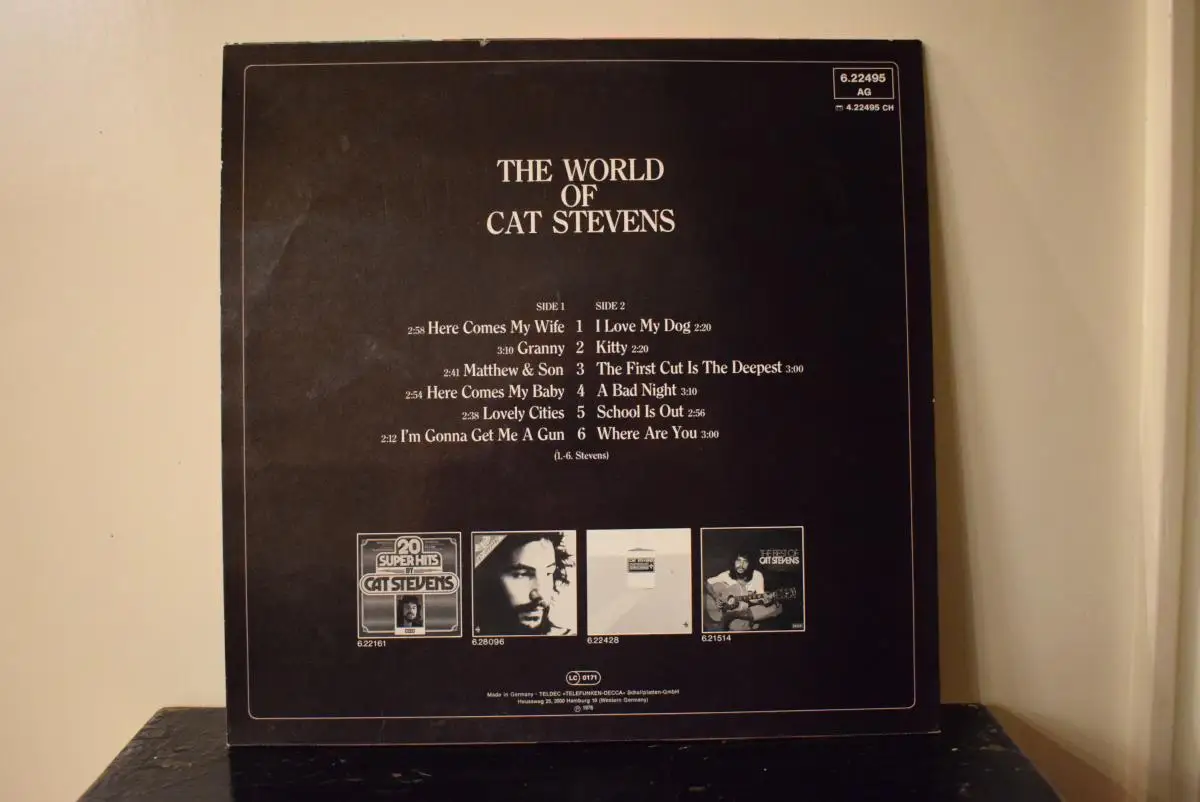 6.22495
AG
4.22495 CH
THE WORLD
OF
CAT STEVENS
SIDE 1 SIDE 2
2:58 Here Comes My Wife 1 I Love My Dog 2:20
3:10 Granny 2 Kitty 2:20
2:41 Matthew & Son 3 The First Cut Is The Deepest 3:00
2:54 Here Comes My Baby 4 A Bad Night 3:10
2:38 Lovely Cities 5 School Is Out 2:56
2:12 I'm Gonna Get Me A Gun 6 Where Are You 3:00
(1.-6. Stevens)
20
SUPER HITS
BY
CAT STEVENS
THE BEST OF
CAT STEVENS
6.22161
6.28096
6.22428
6.21514
LC 0171
Made in Germany · TELDEC »TELEFUNKEN-DECCA« Schallplatten-GmbH
Heussweg 25, 2000 Hamburg 19 (Western Germany)
Ⓟ 1976